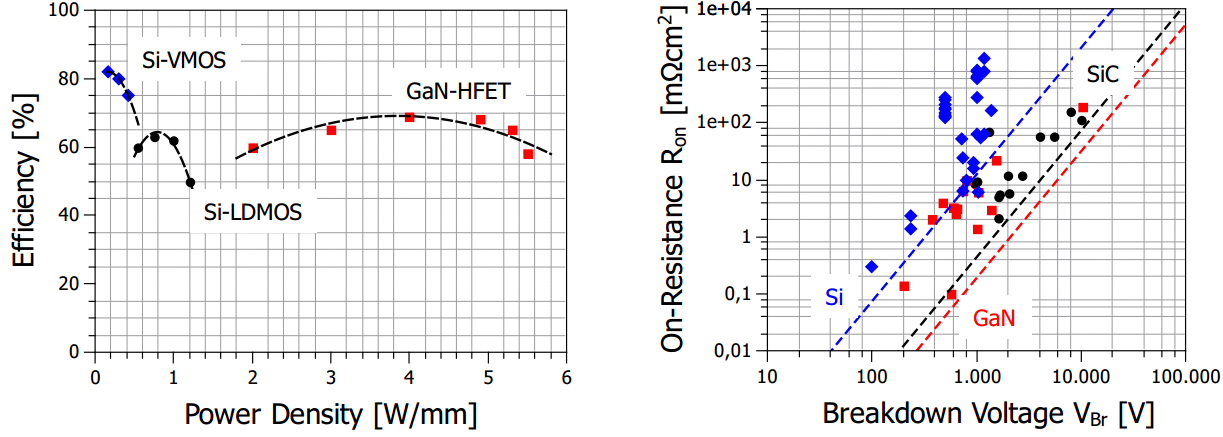 100
80
60
40
20
0
Efficiency [%]
Si-VMOS
GaN-HFET
Si-LDMOS
0 1 2 3 4 5 6
Power Density [W/mm]
1e+04
1e+03
1e+02
10
1
0,1
0,01
On-Resistance Ron [mΩcm²]
SiC
Si
GaN
10 100 1.000 10.000 100.000
Breakdown Voltage VBr [V]